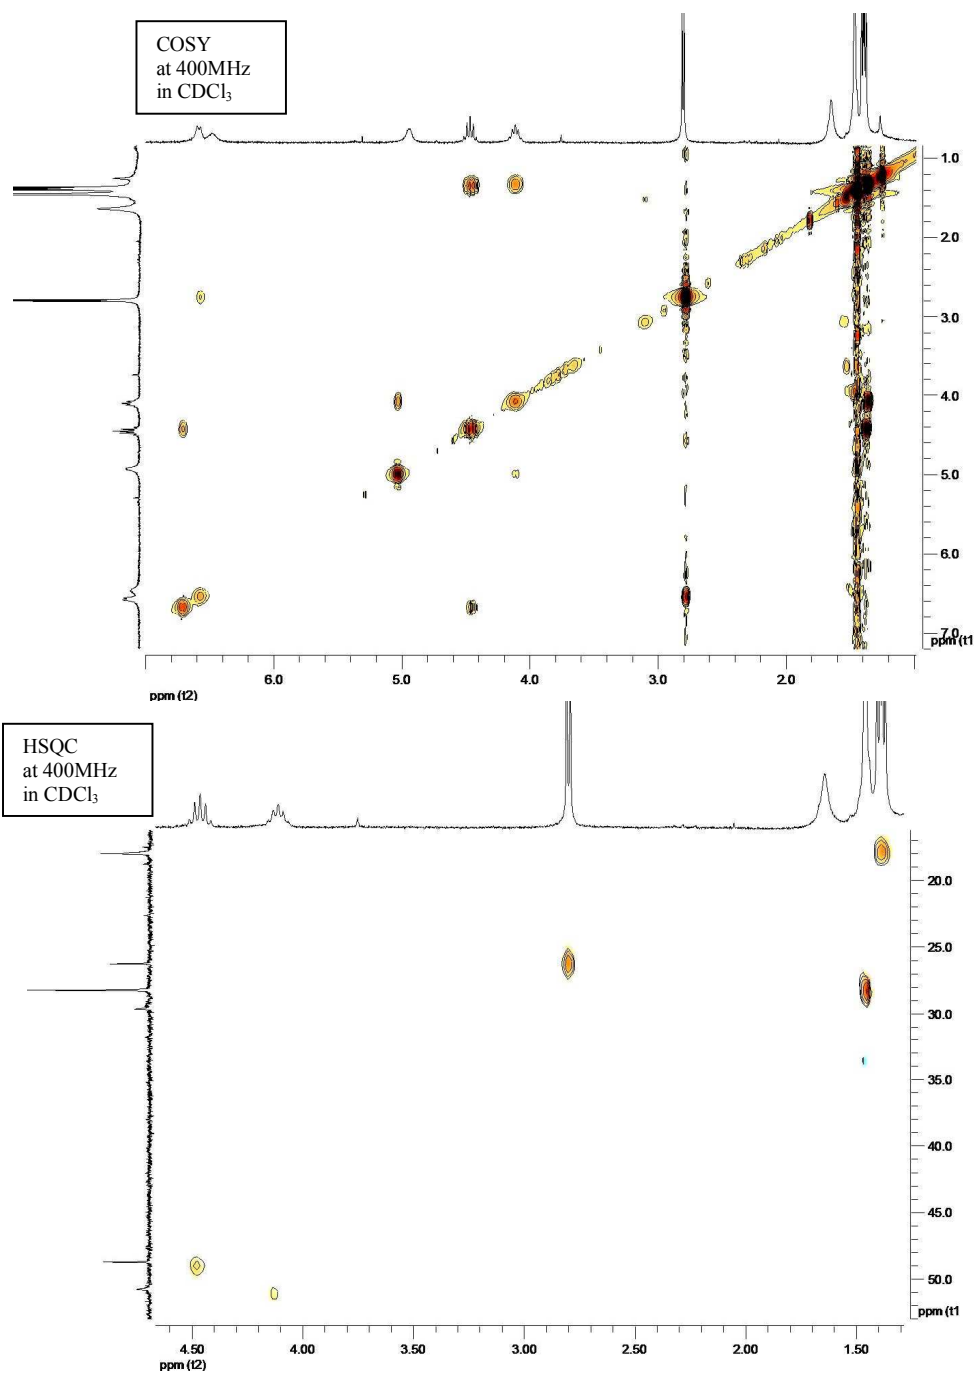 COSY
at 400MHz
in CDCl₃
1.0
2.0
3.0
4.0
5.0
6.0
7.0
ppm (t1
6.0 5.0 4.0 3.0 2.0
ppm (t2)
HSQC
at 400MHz
in CDCl₃
20.0
25.0
30.0
35.0
40.0
45.0
50.0
ppm (t1
4.50 4.00 3.50 3.00 2.50 2.00 1.50
ppm (t2)